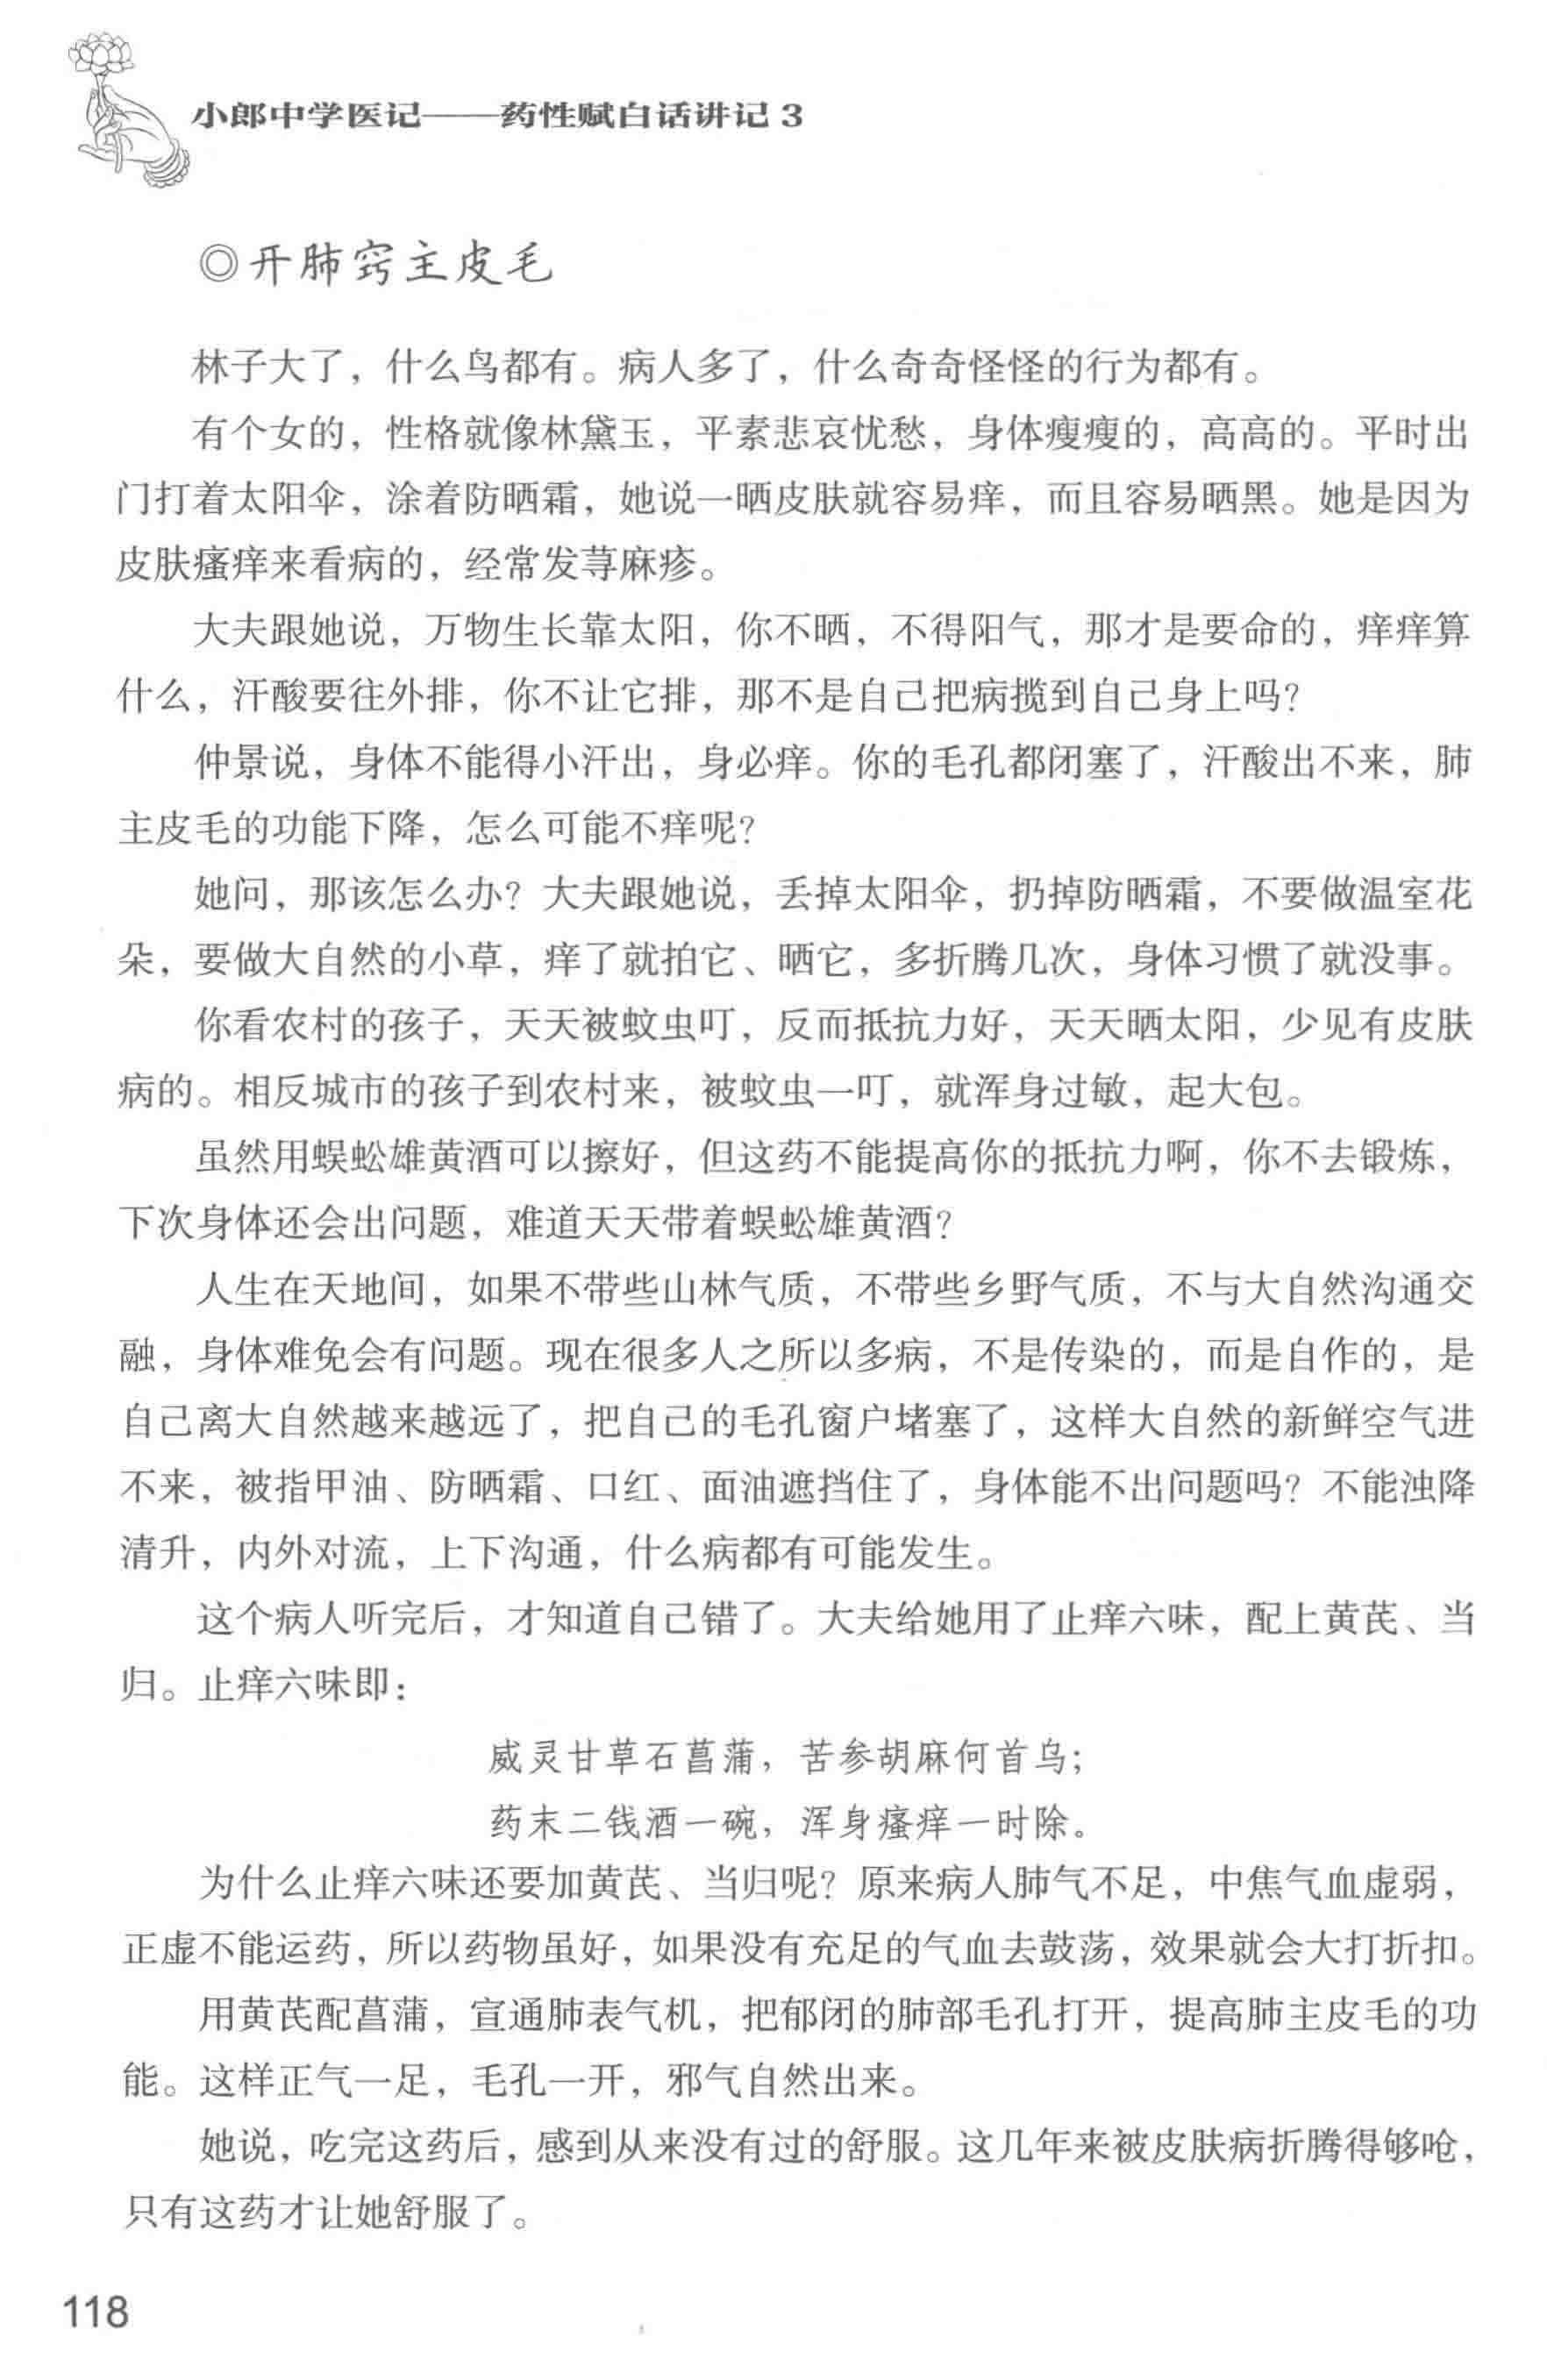 小郎中学医记——药性赋白话讲记 3
◎开肺窍主皮毛
林子大了，什么鸟都有。病人多了，什么奇奇怪怪的行为都有。
有个女的，性格就像林黛玉，平素悲哀忧愁，身体瘦瘦的，高高的。平时出
门打着太阳伞，涂着防晒霜，她说一晒皮肤就容易痒，而且容易晒黑。她是因为
皮肤瘙痒来看病的，经常发荨麻疹。
大夫跟她说，万物生长靠太阳，你不晒，不得阳气，那才是要命的，痒痒算
什么，汗酸要往外排，你不让它排，那不是自己把病揽到自己身上吗？
仲景说，身体不能得小汗出，身必痒。你的毛孔都闭塞了，汗酸出不来，肺
主皮毛的功能下降，怎么可能不痒呢？
她问，那该怎么办？大夫跟她说，丢掉太阳伞，扔掉防晒霜，不要做温室花
朵，要做大自然的小草，痒了就拍它、晒它，多折腾几次，身体习惯了就没事。
你看农村的孩子，天天被蚊虫叮，反而抵抗力好，天天晒太阳，少见有皮肤
病的。相反城市的孩子到农村来，被蚊虫一叮，就浑身过敏，起大包。
虽然用蜈蚣雄黄酒可以擦好，但这药不能提高你的抵抗力啊，你不去锻炼，
下次身体还会出问题，难道天天带着蜈蚣雄黄酒？
人生在天地间，如果不带些山林气质，不带些乡野气质，不与大自然沟通交
融，身体难免会有问题。现在很多人之所以多病，不是传染的，而是自作的，是
自己离大自然越来越远了，把自己的毛孔窗户堵塞了，这样大自然的新鲜空气进
不来，被指甲油、防晒霜、口红、面油遮挡住了，身体能不出问题吗？不能浊降
清升，内外对流，上下沟通，什么病都有可能发生。
这个病人听完后，才知道自己错了。大夫给她用了止痒六味，配上黄芪、当
归。止痒六味即：
威灵甘草石菖蒲，苦参胡麻何首乌；
药末二钱酒一碗，浑身瘙痒一时除。
为什么止痒六味还要加黄芪、当归呢？原来病人肺气不足，中焦气血虚弱，
正虚不能运药，所以药物虽好，如果没有充足的气血去鼓荡，效果就会大打折扣。
用黄芪配菖蒲，宣通肺表气机，把郁闭的肺部毛孔打开，提高肺主皮毛的功
能。这样正气一足，毛孔一开，邪气自然出来。
她说，吃完这药后，感到从来没有过的舒服。这几年来被皮肤病折腾得够呛，
只有这药才让她舒服了。
118